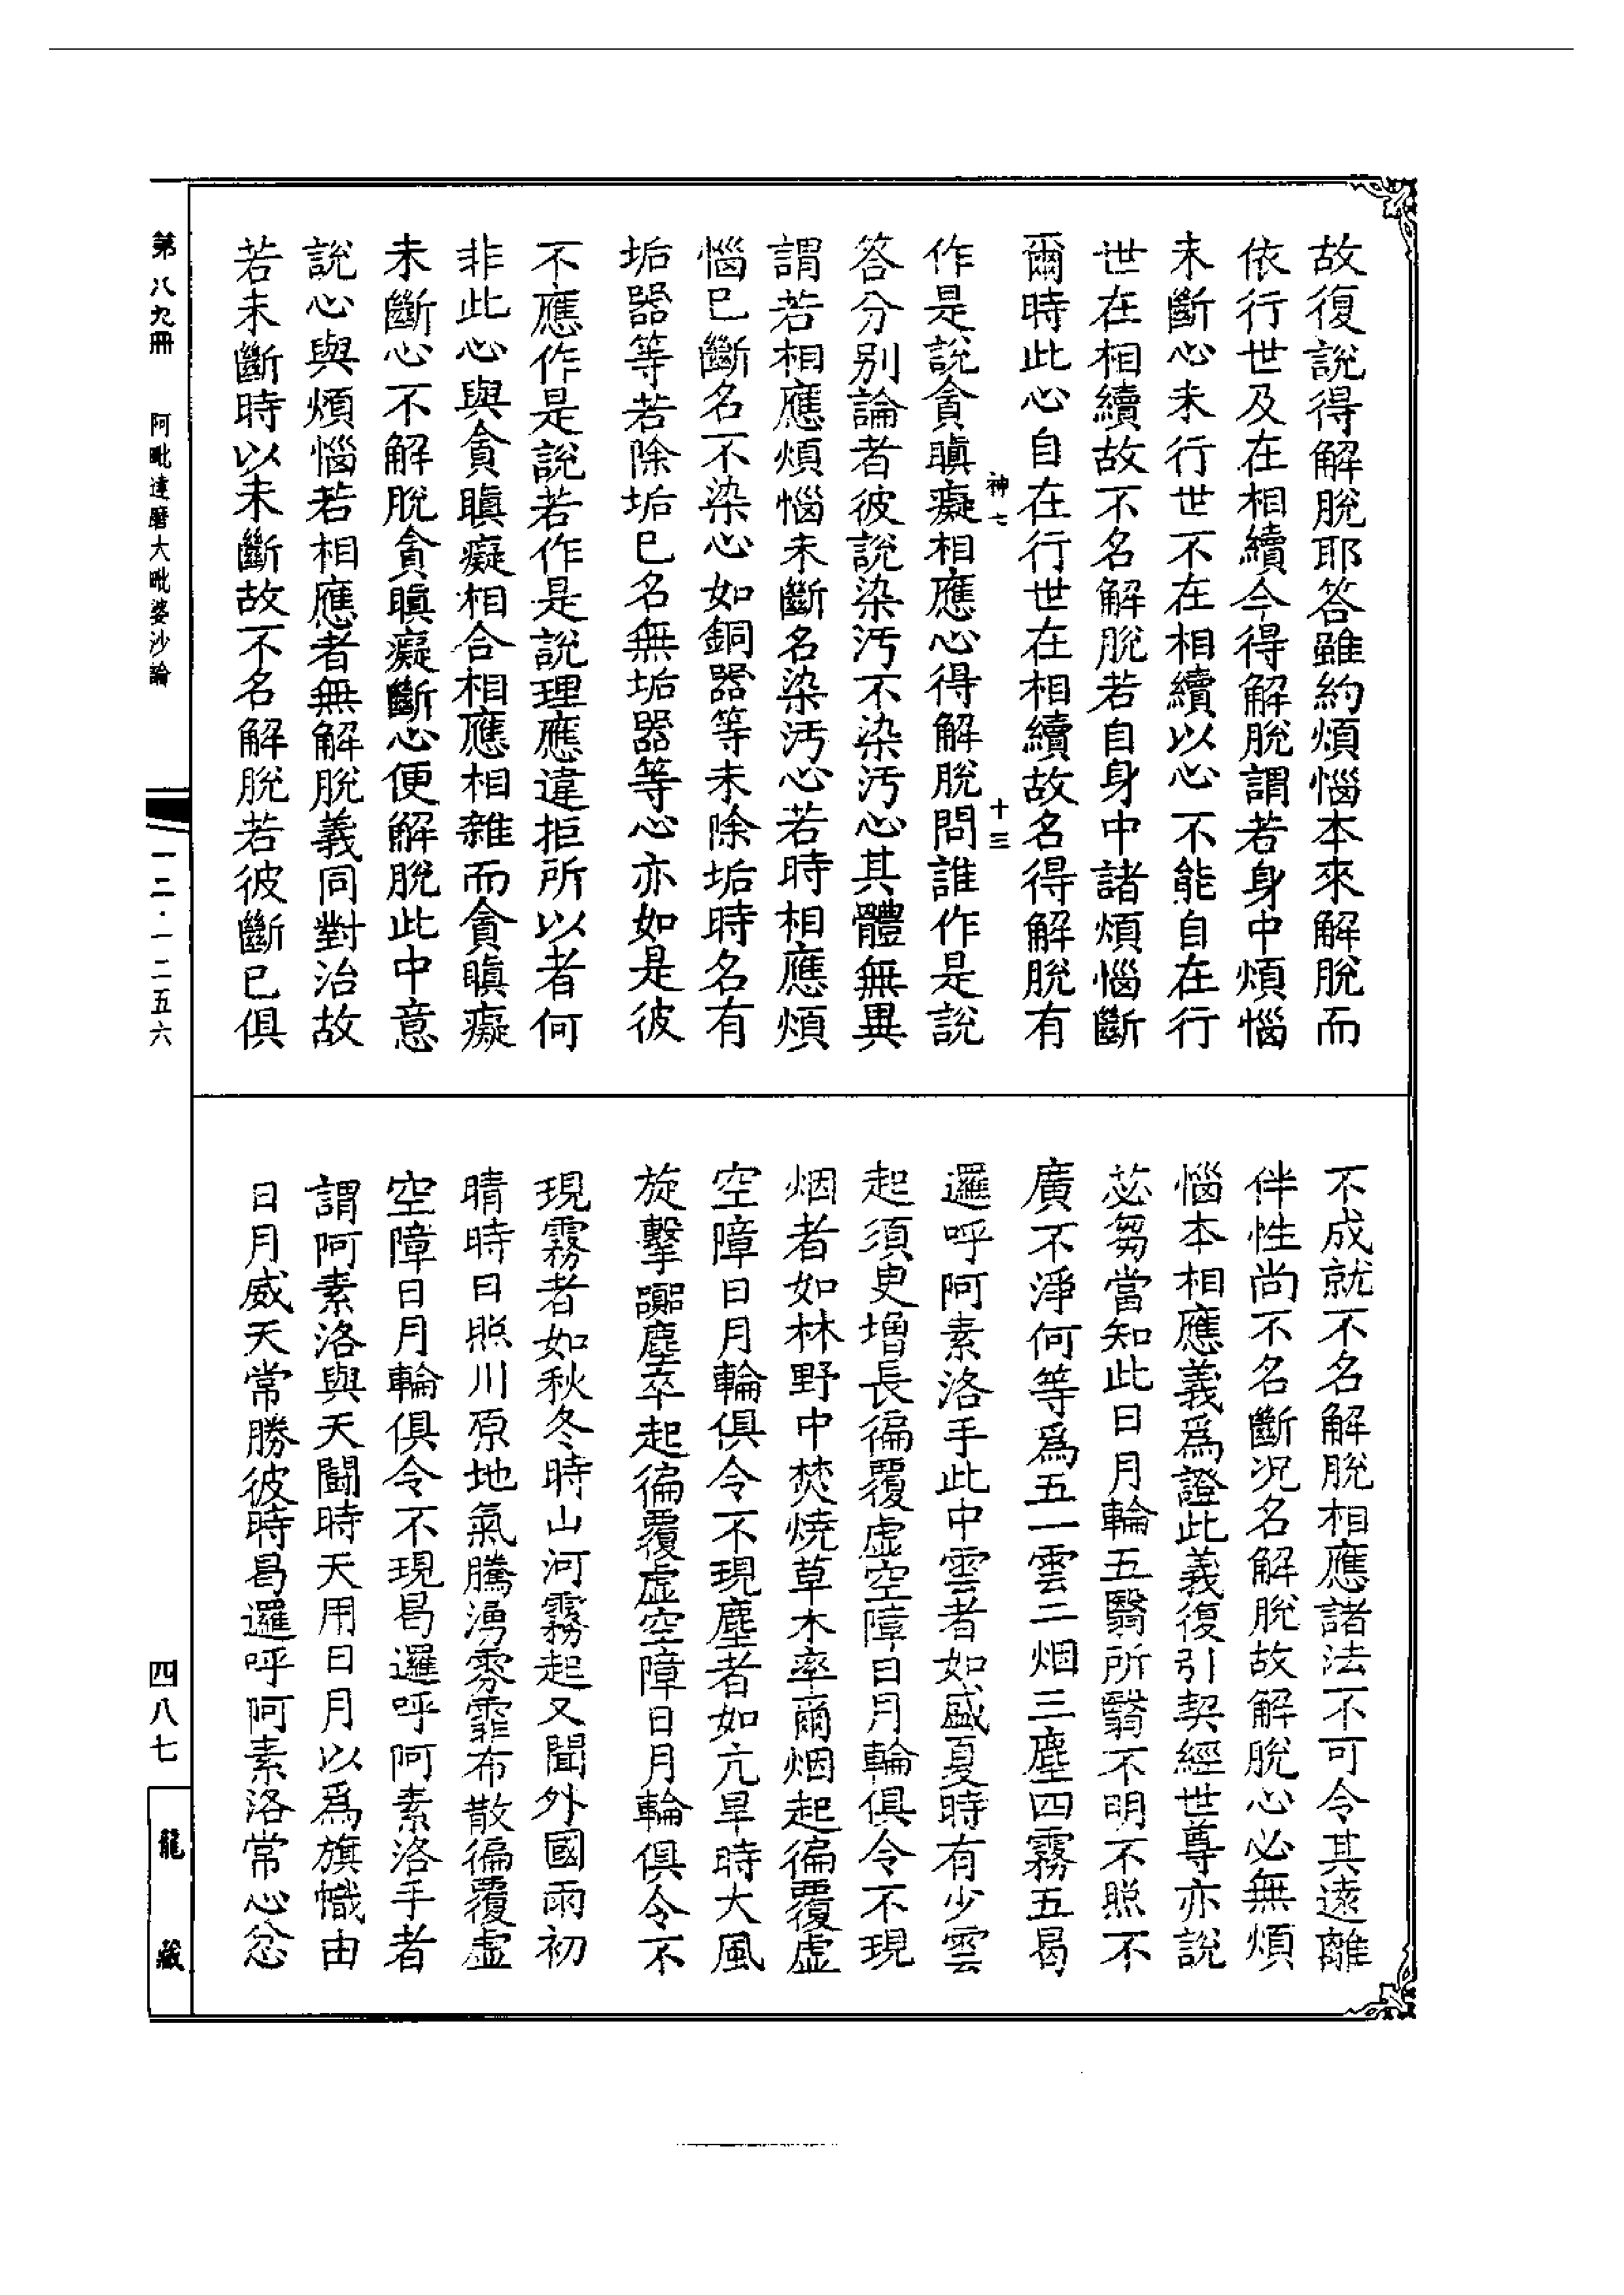 故復說得解脫耶答雖約煩惱本來解脫而
依行世及在相續今得解脫謂若身中煩惱
未斷心未行世不在相續以心不能自在行
世在相續故不名解脫若自身中諸煩惱斷
爾時此心自在行世在相續故名得解脫有
神七
十三
作是說貪瞋癡相應心得解脫問誰作是說
答分別論者彼說染污不染污心其體無異
謂若相應煩惱未斷名染污心若時相應煩
惱已斷名不染心如銅器等未除垢時名有
垢器等若除垢已名無垢器等心亦如是彼
不應作是說若作是說理應違拒所以者何
非此心與貪瞋癡相合相應相雜而貪瞋癡
未斷心不解脫貪瞋癡斷心便解脫此中意
說心與煩惱若相應者無解脫義同對治故
若未斷時以未斷故不名解脫若彼斷已俱
不成就不名解脫相應諸法不可令其遠離
伴性尚不名斷況名解脫故解脫心必無煩
惱本相應義爲證此義復引契經世尊亦說
苾芻當知此日月輪五翳所翳不明不照不
廣不淨何等爲五一雲二烟三塵四霧五曷
邏呼阿素洛手此中雲者如盛夏時有少雲
起須臾增長徧覆虛空障日月輪俱令不現
烟者如林野中焚燒草木率爾烟起徧覆虛
空障日月輪俱令不現塵者如亢旱時大風
旋擊囂塵卒起徧覆虛空障日月輪俱令不
現霧者如秋冬時山河霧起又聞外國雨初
晴時日照川原地氣騰湧雰霏布散徧覆虛
空障日月輪俱令不現曷邏呼阿素洛手者
謂阿素洛與天鬪時天用日月以爲旗幟由
日月威天常勝彼時曷邏呼阿素洛常心忿
第八九冊
阿毗達磨大毗婆沙論
一二·一二五六
四八七
龍藏